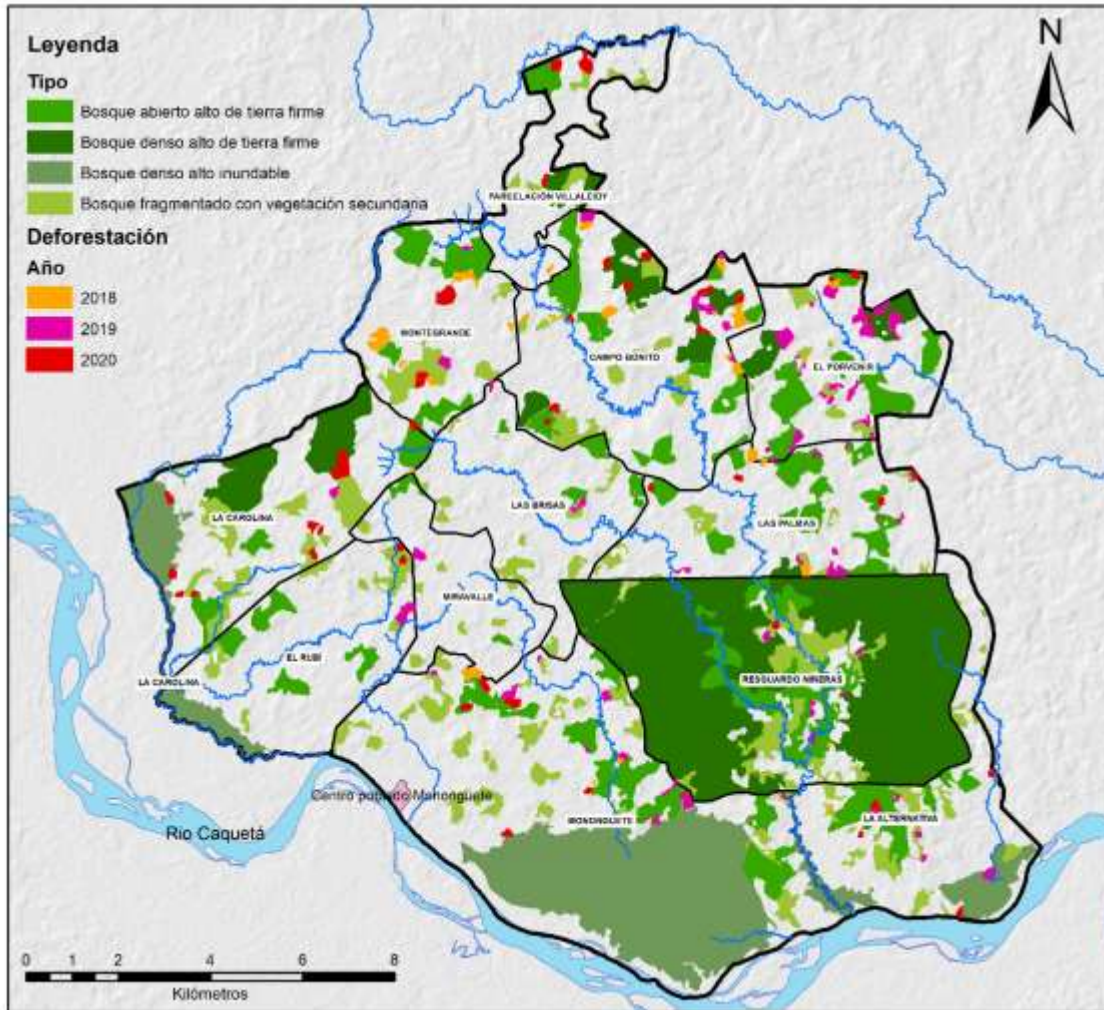 Leyenda
Tipo
Bosque abierto alto de tierra firme
Bosque denso alto de tierra firme
Bosque denso alto inundable
Bosque fragmentado con vegetación secundaria
Deforestación
Año
2018
2019
2020
N
PARCELACIÓN VILLALEIDY
MONTEGRANDE
CAMPO BONITO
EL PORVENIR
LA CAROLINA
LAS BRISAS
LAS PALMAS
MIRAVALLE
EL RUBI
LA CAROLINA
RESGUARDO NINERAS
Centro poblado Mononguete
MONONGUETE
LA ALTERNATIVA
Rio Caquetá
0 1 2 4 6 8
Kilómetros